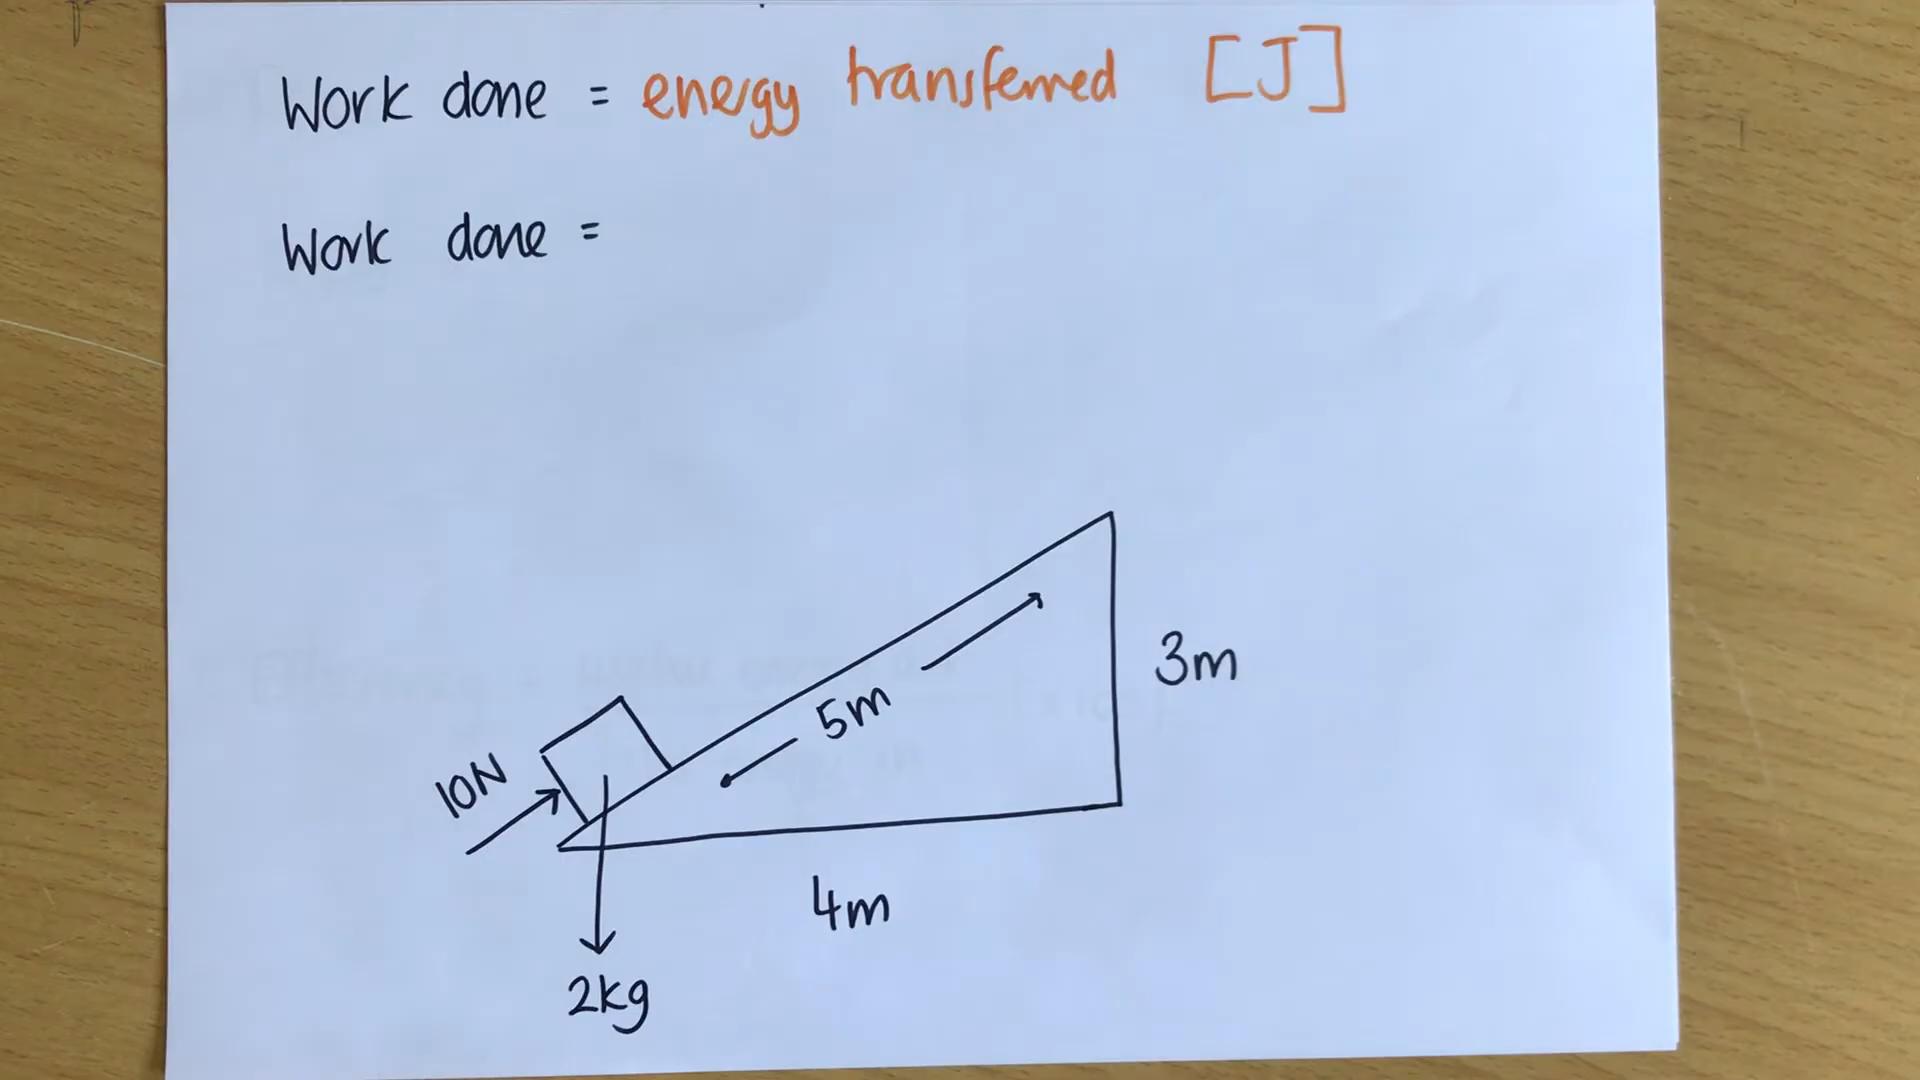 Work done = energy transferred [J]
Work done =
5m
3m
10N
4m
2kg